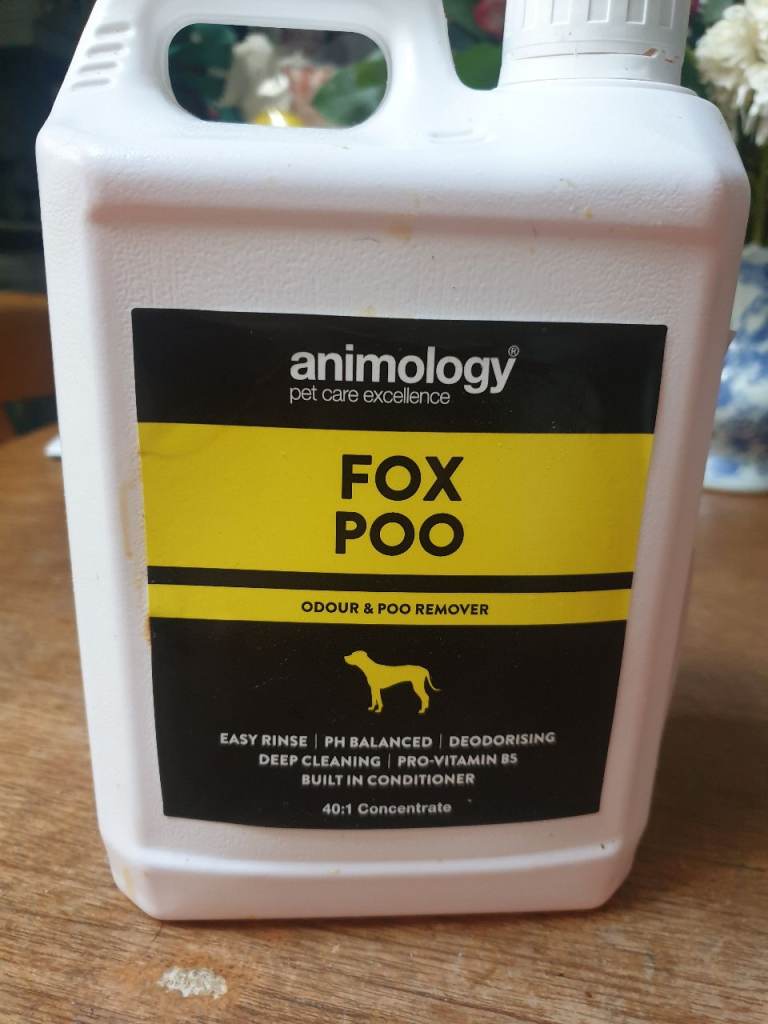 animology®
pet care excellence
FOX
POO
ODOUR & POO REMOVER
EASY RINSE | PH BALANCED | DEODORISING
DEEP CLEANING | PRO-VITAMIN B5
BUILT IN CONDITIONER
40:1 Concentrate